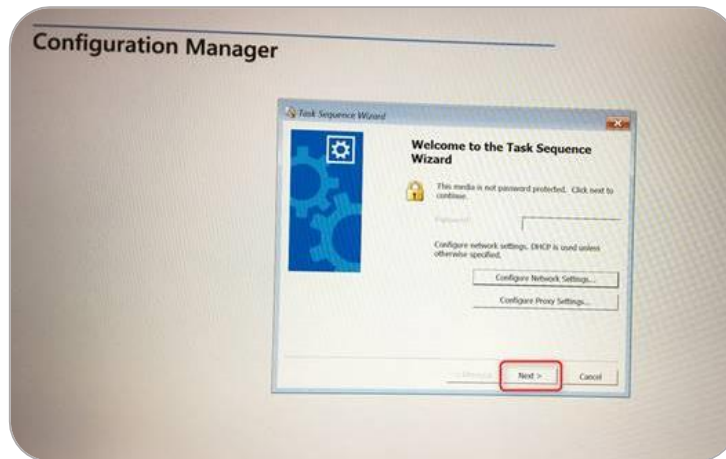 Configuration Manager
Task Sequence Wizard
Welcome to the Task Sequence
Wizard
This media is not password protected. Click next to
continue.
Password:
Configure network settings. DHCP is used unless
otherwise specified.
Configure Network Settings...
Configure Proxy Settings...
Next >
Cancel